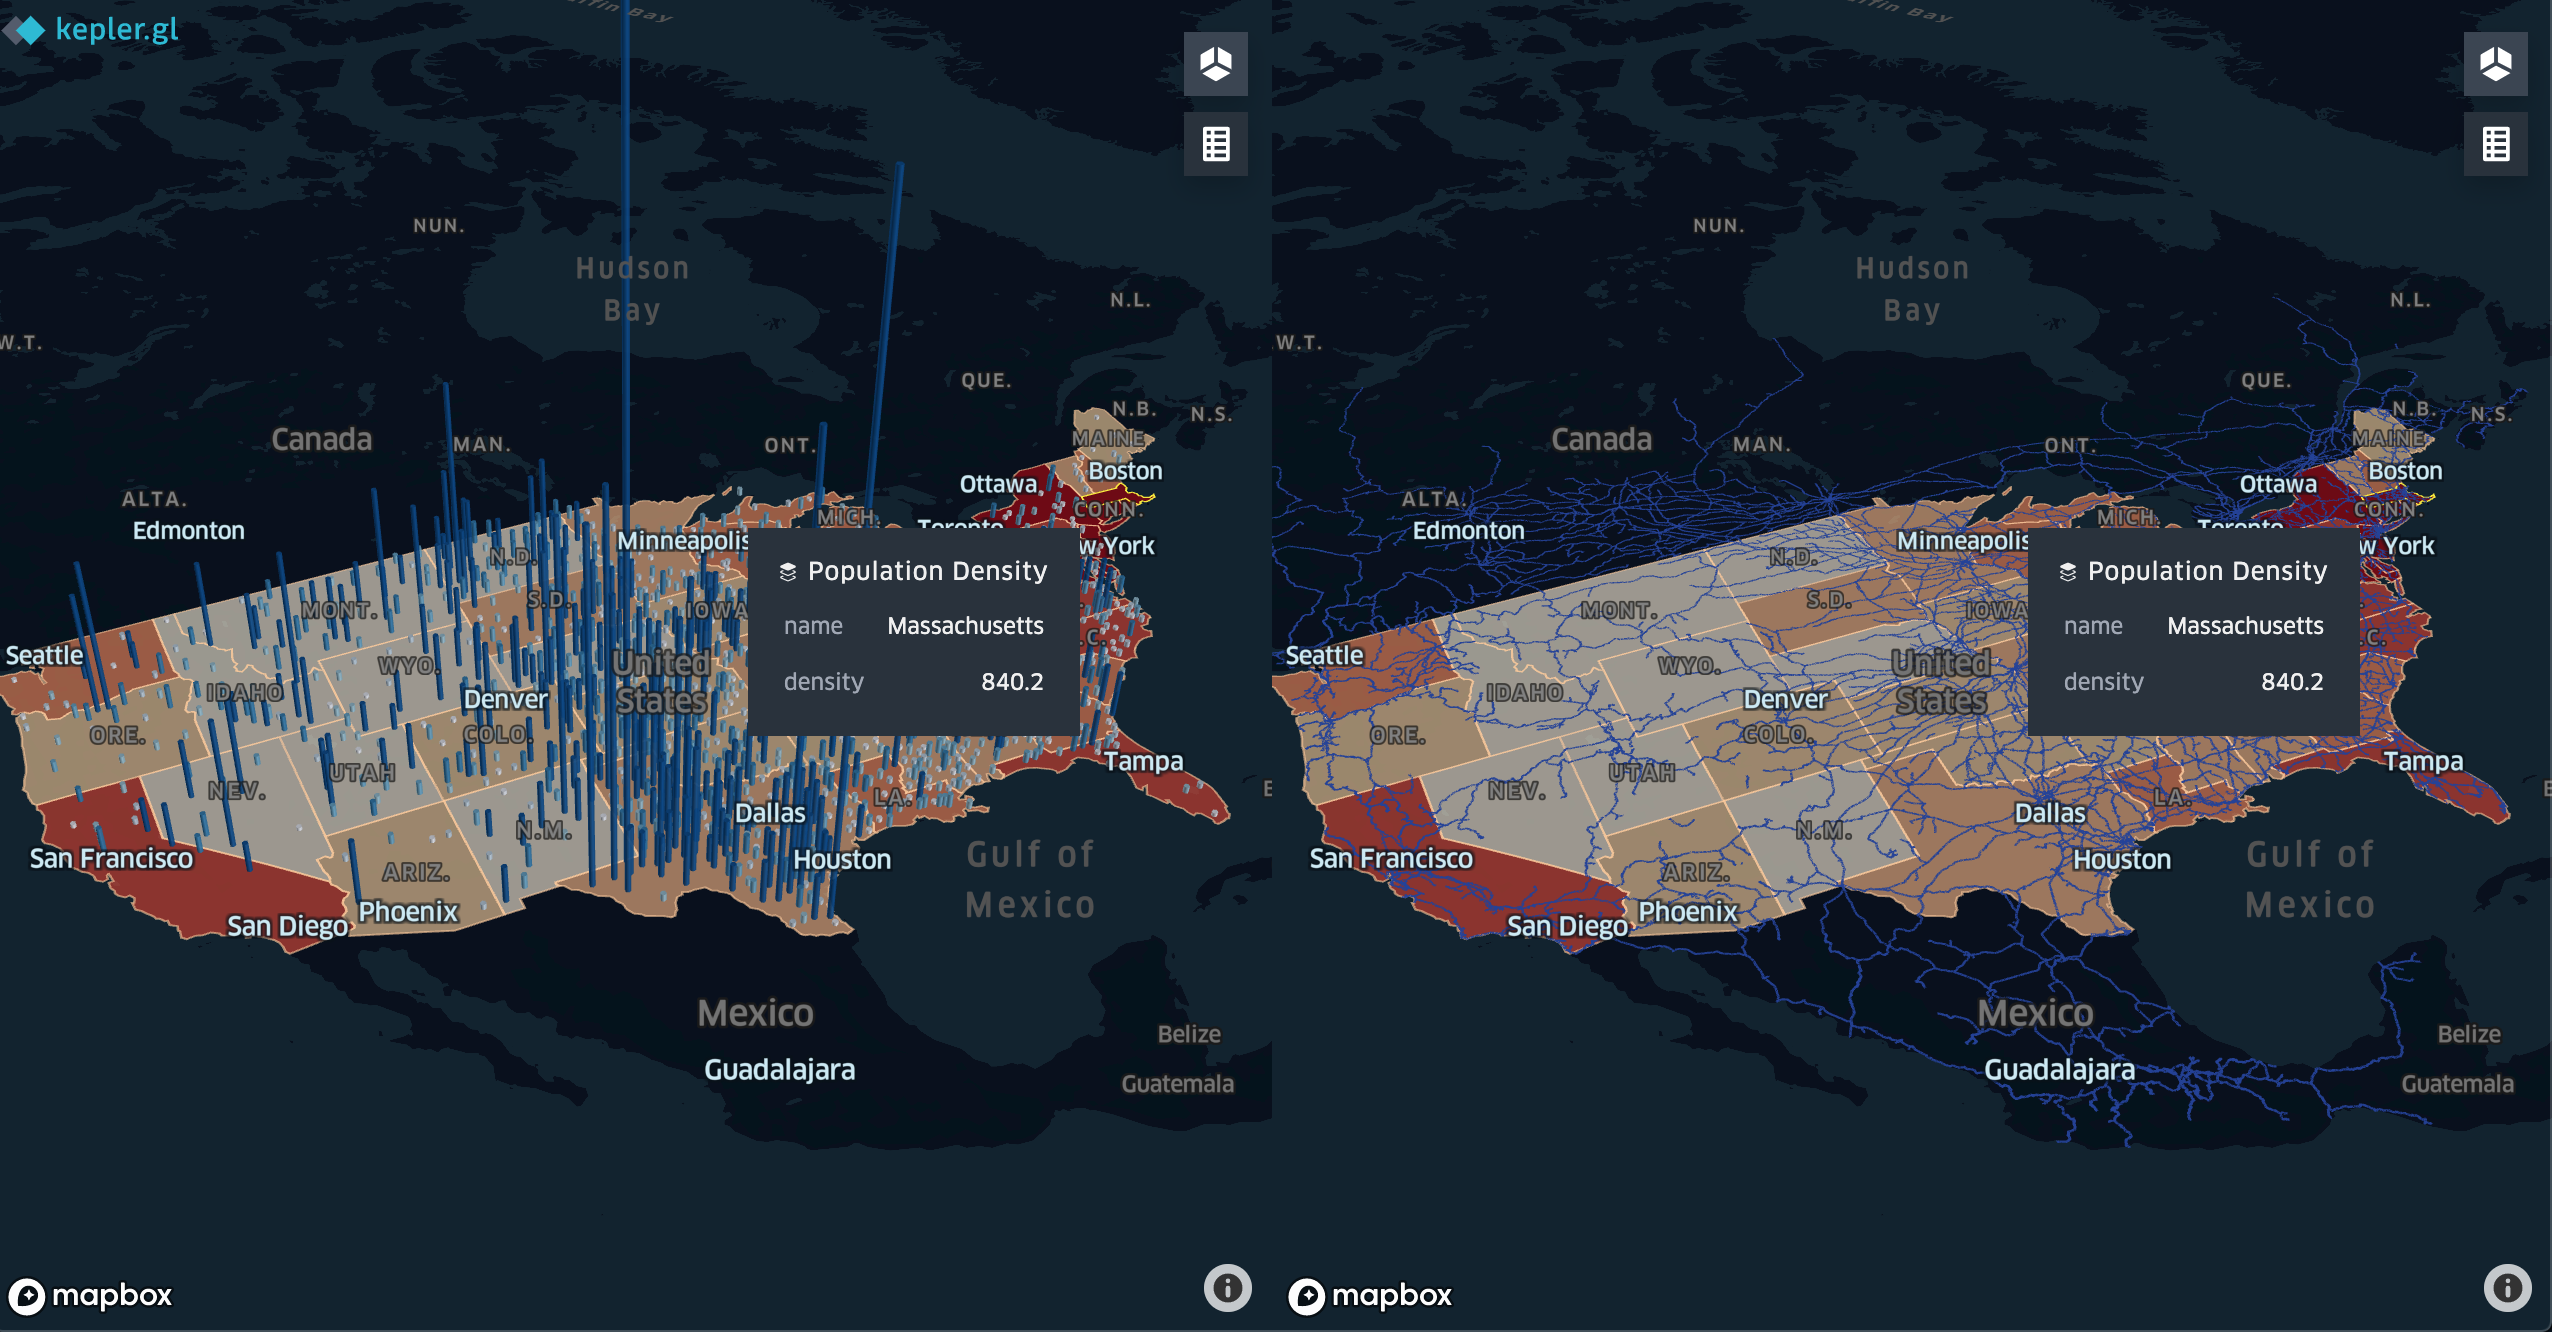 kepler.gl
NUN.
Hudson
Bay
N.L.
W.T.
QUE.
N.B.
N.S.
Canada
MAN.
ONT.
MAINE
Boston
Ottawa
ALTA.
Edmonton
CONN.
MICH.
Toronto
N.D.
Minneapolis
w York
Population Density
name Massachusetts
density 840.2
S.D.
IOWA
MONT.
Seattle
WYO.
United
States
IDAHO
Denver
COLO.
ORE.
UTAH
NEV.
Tampa
LA.
Dallas
N.M.
San Francisco
Houston
ARIZ.
Phoenix
San Diego
Gulf of
Mexico
Mexico
Guadalajara
Belize
Guatemala
mapbox
NUN.
Hudson
Bay
N.L.
W.T.
QUE.
N.B.
N.S.
Canada
MAN.
ONT.
MAINE
Boston
Ottawa
ALTA.
Edmonton
CONN.
MICH.
Toronto
N.D.
Minneapolis
w York
Population Density
name Massachusetts
density 840.2
S.D.
IOWA
MONT.
Seattle
WYO.
United
States
IDAHO
Denver
COLO.
ORE.
UTAH
NEV.
Tampa
LA.
Dallas
N.M.
San Francisco
Houston
ARIZ.
Phoenix
San Diego
Gulf of
Mexico
Mexico
Guadalajara
Belize
Guatemala
mapbox